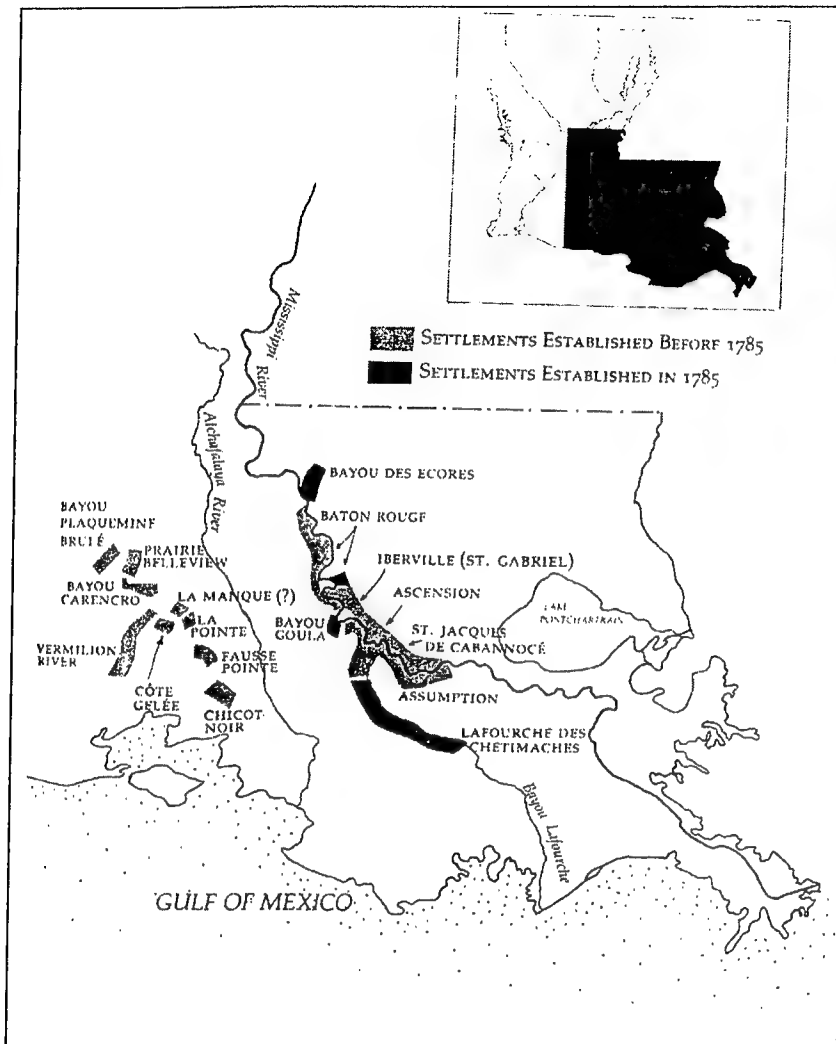 SETTLEMENTS ESTABLISHED BEFORE 1785
SETTLEMENTS ESTABLISHED IN 1785
Mississippi
River
Atchafalaya River
BAYOU DES ECORES
BATON ROUGE
BAYOU
PLAQUEMINE
BRULÉ
PRAIRIE
BELLEVIEW
IBERVILLE (ST. GABRIEL)
BAYOU
CARENCRO
LA MANQUE (?)
ASCENSION
LA
POINTE
BAYOU
GOULA
ST. JACQUES
DE CABANNOCÉ
LAKE
PONTCHARTRAIN
VERMILION
RIVER
FAUSSE
POINTE
CÔTE
GELÉE
ASSUMPTION
CHICOT-
NOIR
LAFOURCHE DES
CHETIMACHES
Bayou Lafourche
GULF OF MEXICO